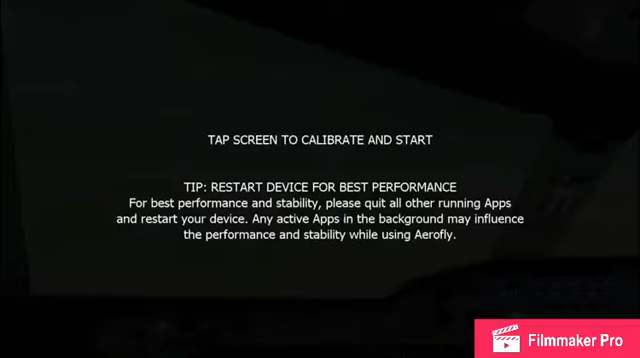 TAP SCREEN TO CALIBRATE AND START
TIP: RESTART DEVICE FOR BEST PERFORMANCE
For best performance and stability, please quit all other running Apps
and restart your device. Any active Apps in the background may influence
the performance and stability while using Aerofly.
Filmmaker Pro